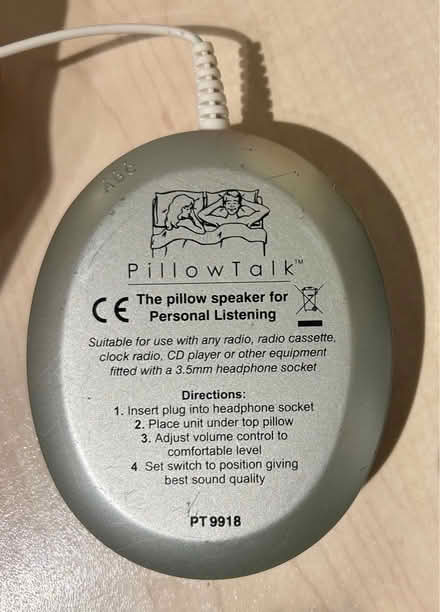 ABS
PillowTalk™
CE The pillow speaker for
Personal Listening
Suitable for use with any radio, radio cassette,
clock radio, CD player or other equipment
fitted with a 3.5mm headphone socket
Directions:
1. Insert plug into headphone socket
2. Place unit under top pillow
3. Adjust volume control to
comfortable level
4 Set switch to position giving
best sound quality
PT9918